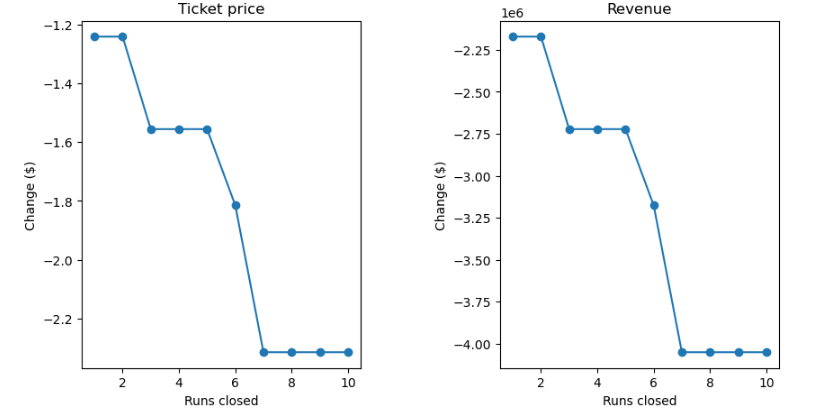 Ticket price
Change ($)
−1.2
−1.4
−1.6
−1.8
−2.0
−2.2
2 4 6 8 10
Runs closed
Revenue
1e6
Change ($)
−2.25
−2.50
−2.75
−3.00
−3.25
−3.50
−3.75
−4.00
2 4 6 8 10
Runs closed